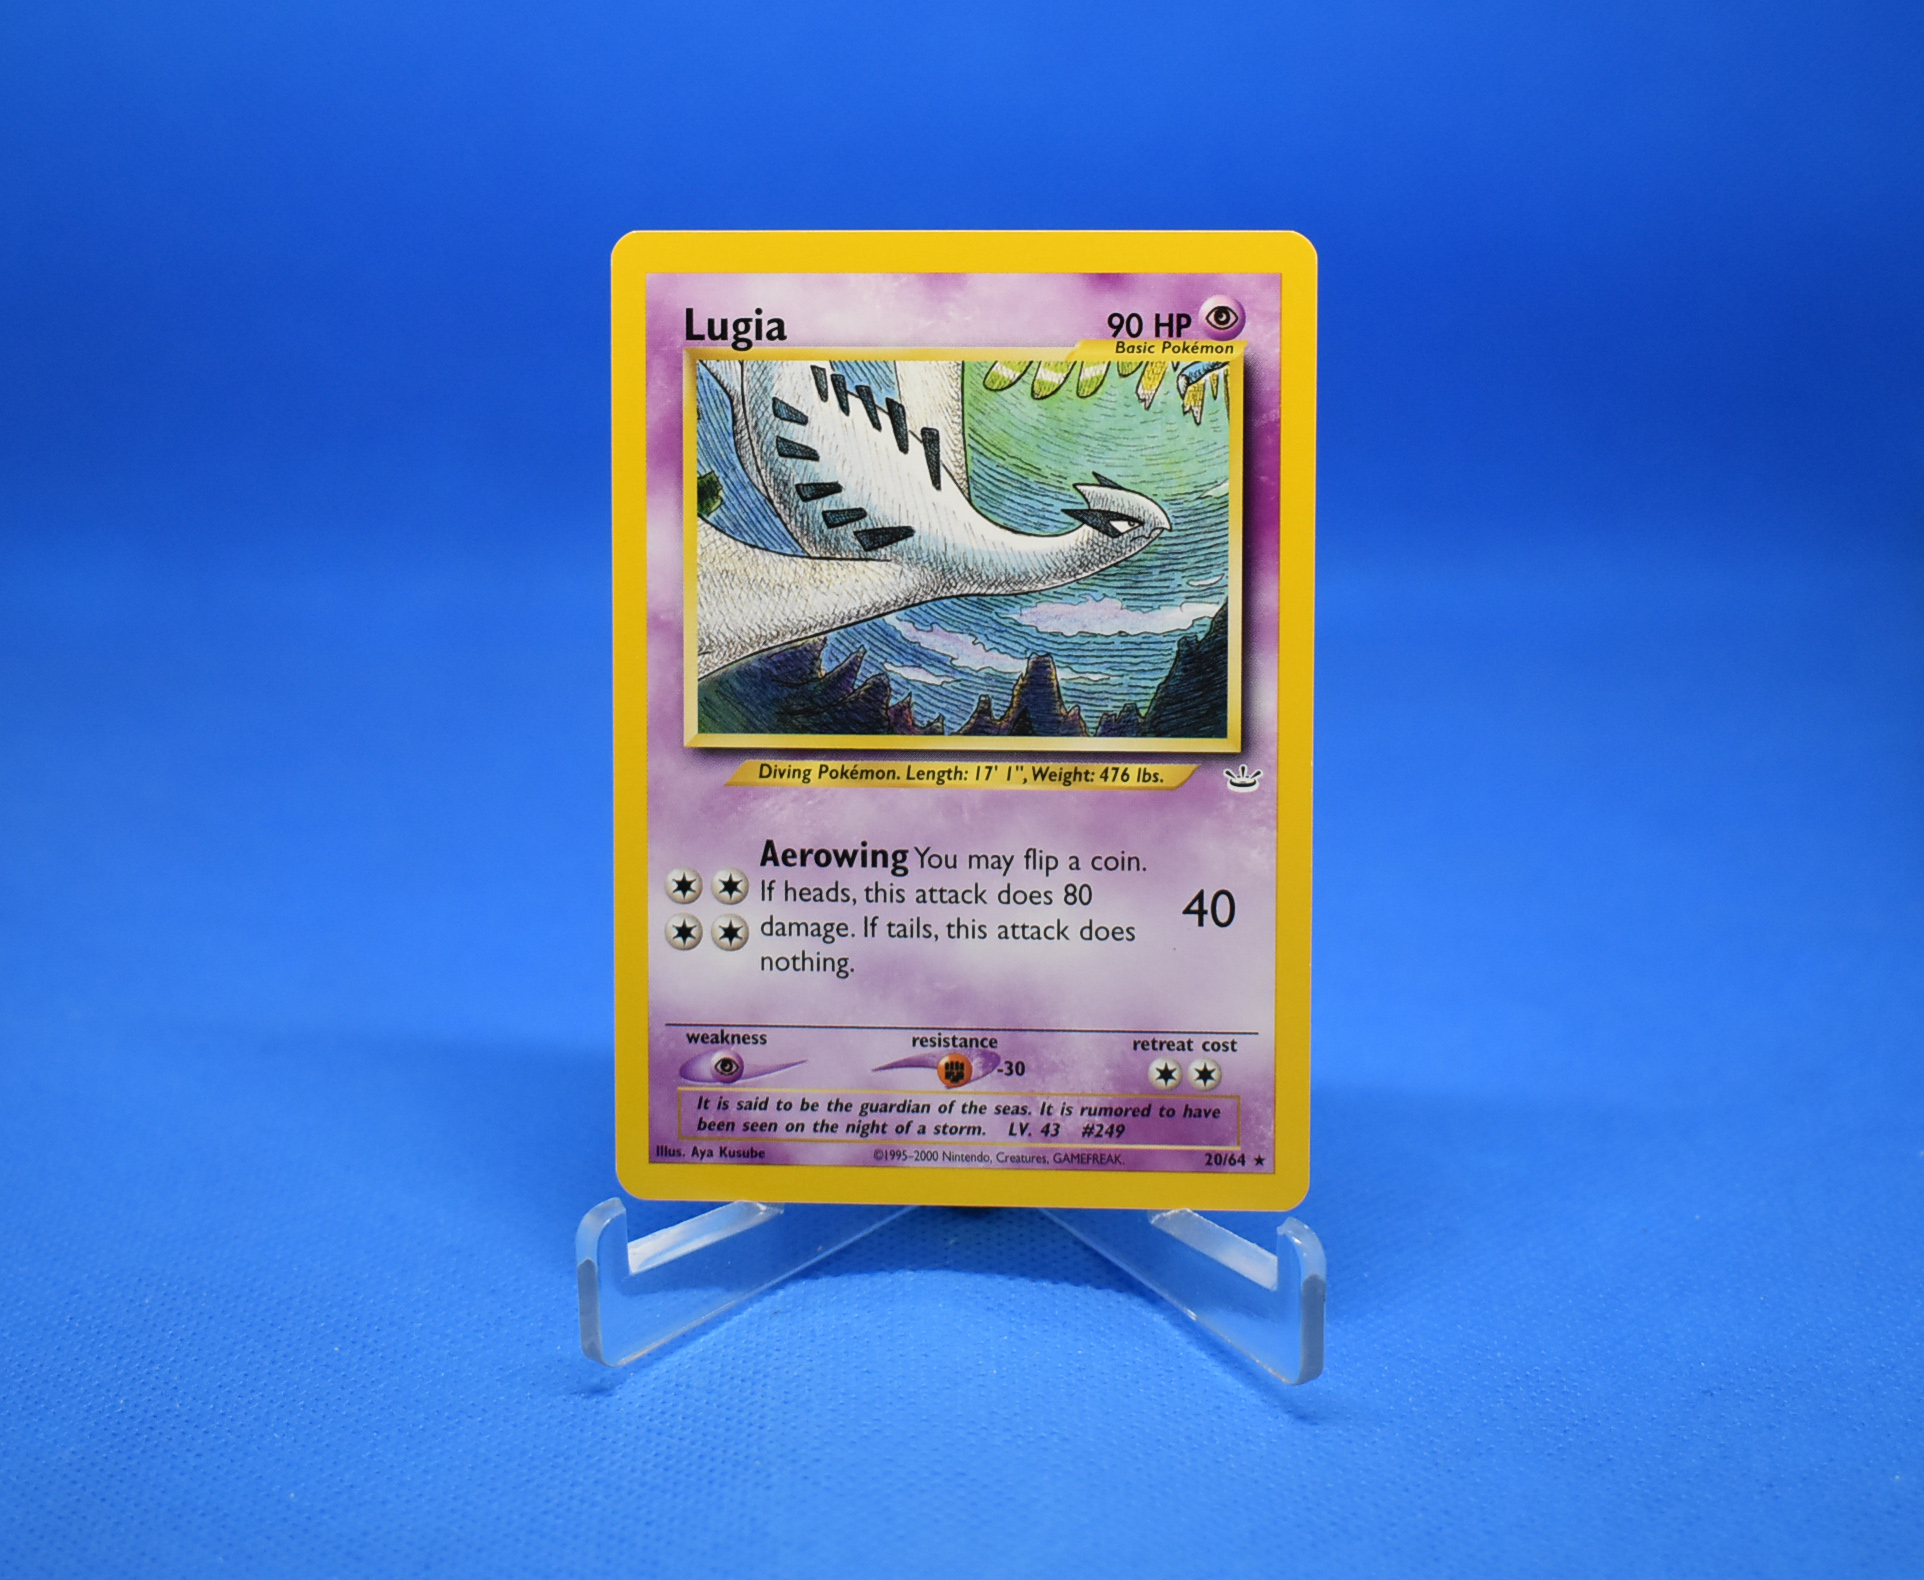 Lugia
90 HP
Basic Pokémon
Diving Pokémon. Length: 17' 1", Weight: 476 lbs.
Aerowing You may flip a coin.
If heads, this attack does 80
damage. If tails, this attack does
nothing.
40
weakness
resistance
-30
retreat cost
It is said to be the guardian of the seas. It is rumored to have
been seen on the night of a storm. LV. 43 #249
Illus. Aya Kusube
©1995–2000 Nintendo, Creatures, GAMEFREAK.
20/64 ★